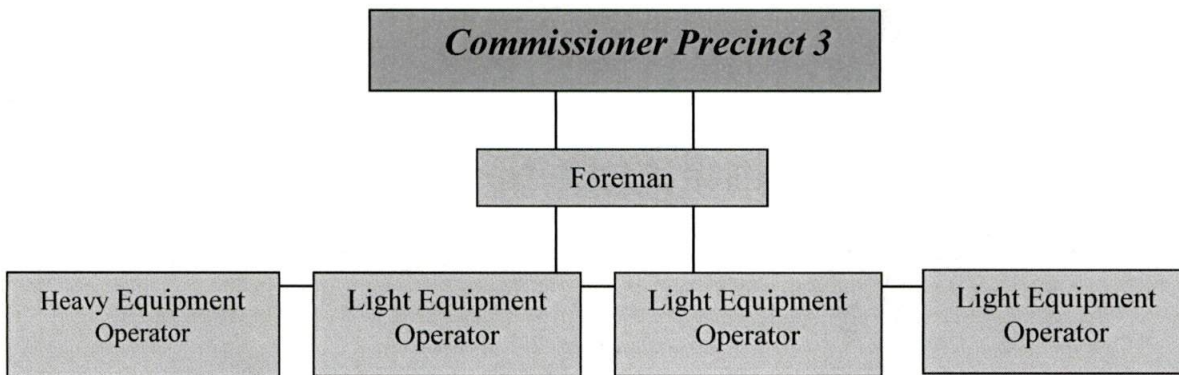 Commissioner Precinct 3
Foreman
Heavy Equipment
Operator
Light Equipment
Operator
Light Equipment
Operator
Light Equipment
Operator